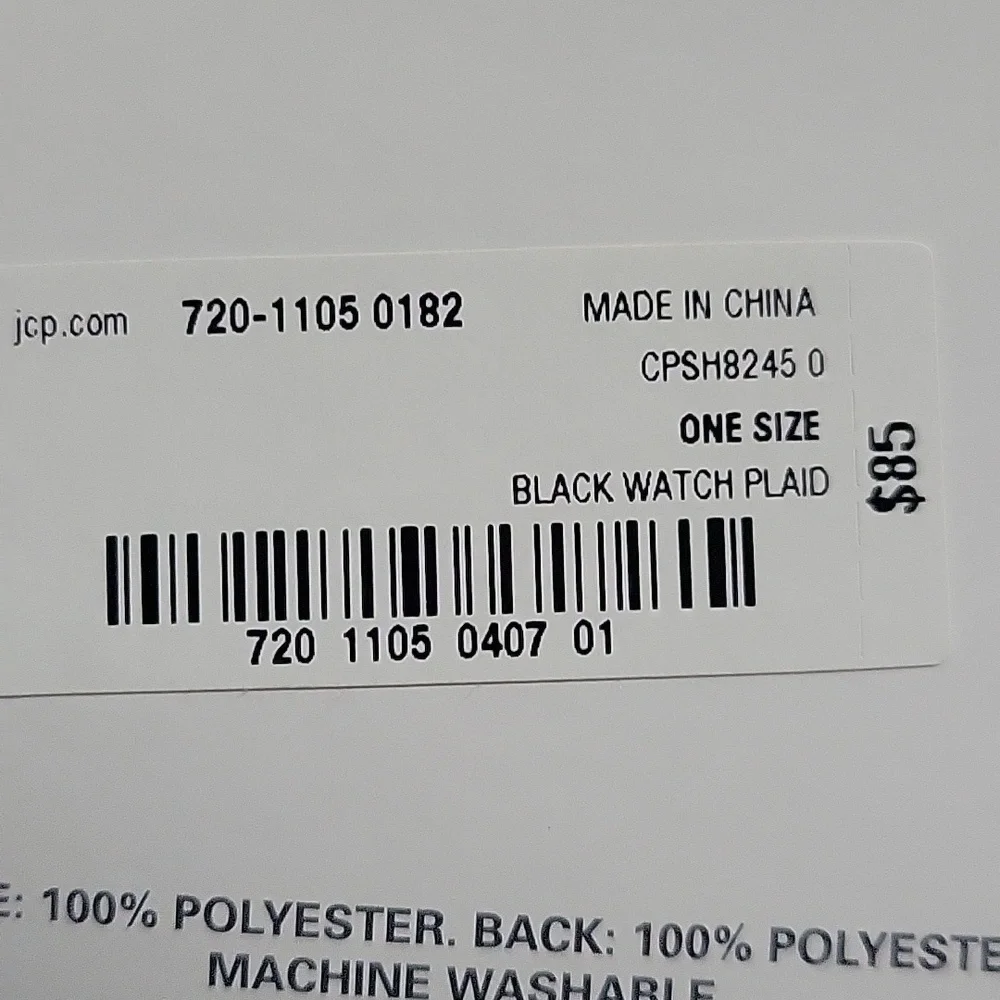 jcp.com 720-1105 0182 MADE IN CHINA
CPSH8245 0
ONE SIZE
BLACK WATCH PLAID
$85
720 1105 0407 01
100% POLYESTER. BACK: 100% POLYESTE
MACHINE WASHABLE